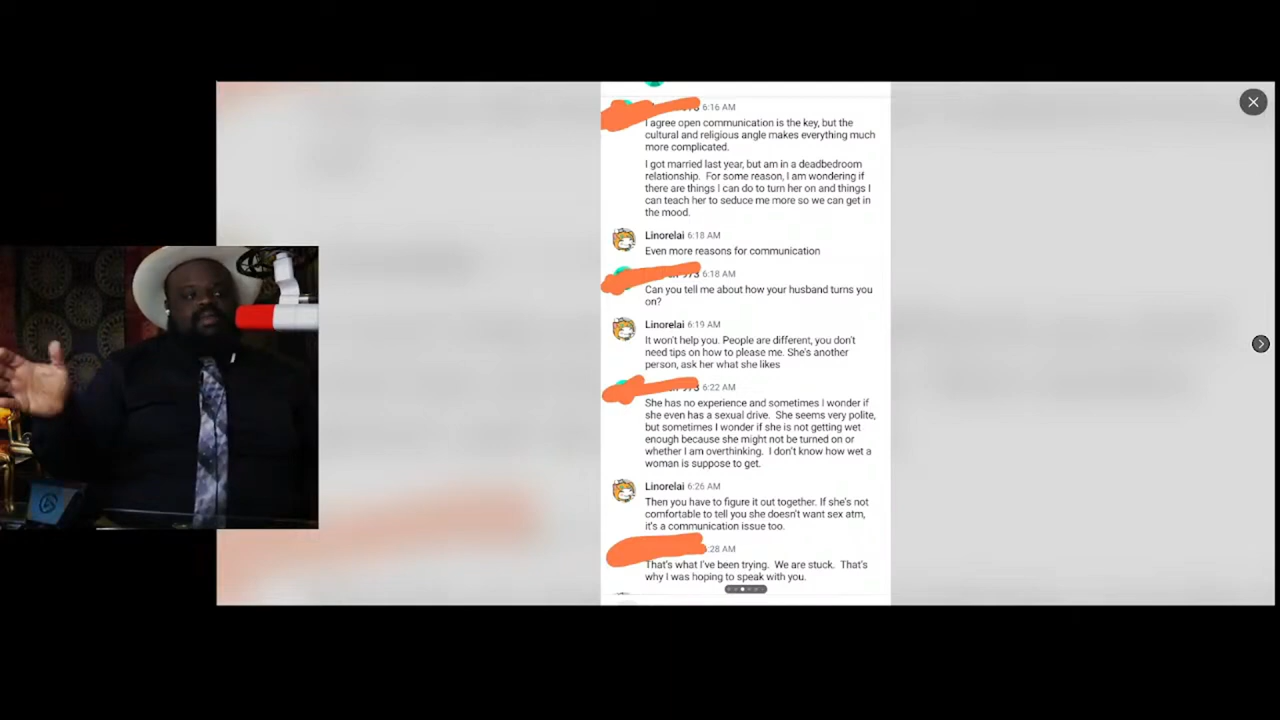 6:16 AM
I agree open communication is the key, but the
cultural and religious angle makes everything much
more complicated.
I got married last year, but am in a deadbedroom
relationship. For some reason, I am wondering if
there are things I can do to turn her on and things I
can teach her to seduce me more so we can get in
the mood.
Linorelai 6:18 AM
Even more reasons for communication
6:18 AM
Can you tell me about how your husband turns you
on?
Linorelai 6:19 AM
It won't help you. People are different, you don't
need tips on how to please me. She's another
person, ask her what she likes
6:22 AM
She has no experience and sometimes I wonder if
she even has a sexual drive. She seems very polite,
but sometimes I wonder if she is not getting wet
enough because she might not be turned on or
whether I am overthinking. I don't know how wet a
woman is suppose to get.
Linorelai 6:26 AM
Then you have to figure it out together. If she's not
comfortable to tell you she doesn't want sex atm,
it's a communication issue too.
:28 AM
That's what I've been trying. We are stuck. That's
why I was hoping to speak with you.